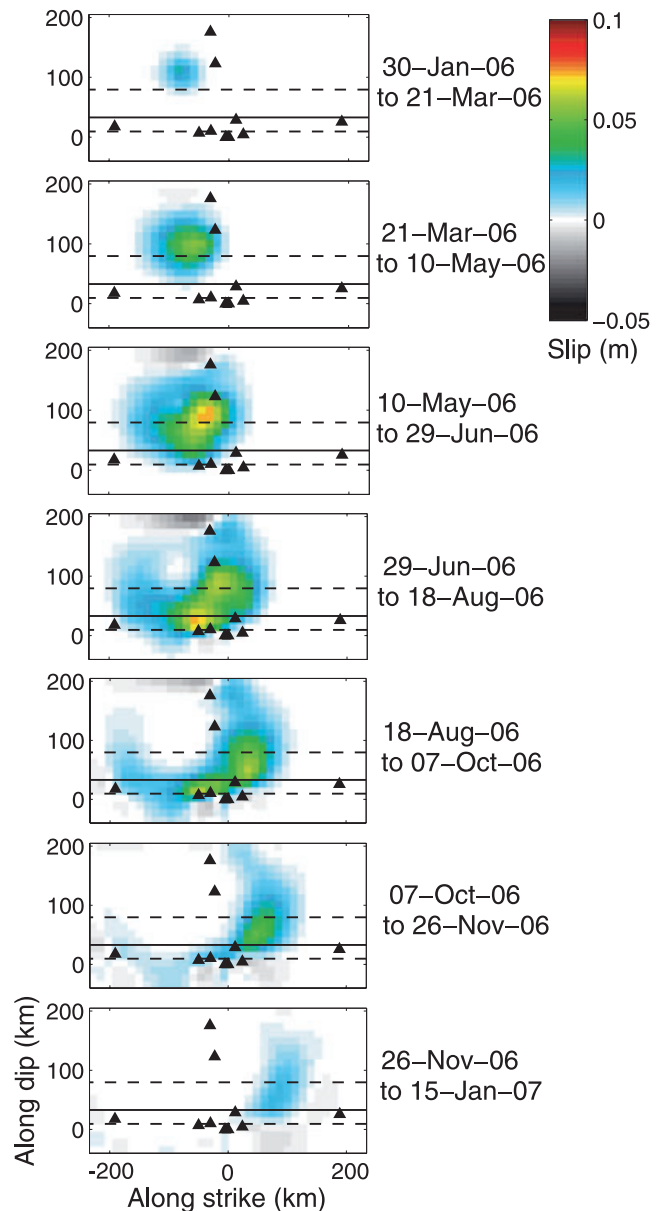 200
100
0
30–Jan–06
to 21–Mar–06
0.1
0.05
0
–0.05
Slip (m)
200
100
0
21–Mar–06
to 10–May–06
200
100
0
10–May–06
to 29–Jun–06
200
100
0
29–Jun–06
to 18–Aug–06
200
100
0
18–Aug–06
to 07–Oct–06
200
100
0
07–Oct–06
to 26–Nov–06
200
100
0
26–Nov–06
to 15–Jan–07
Along dip (km)
-200
0
200
Along strike (km)